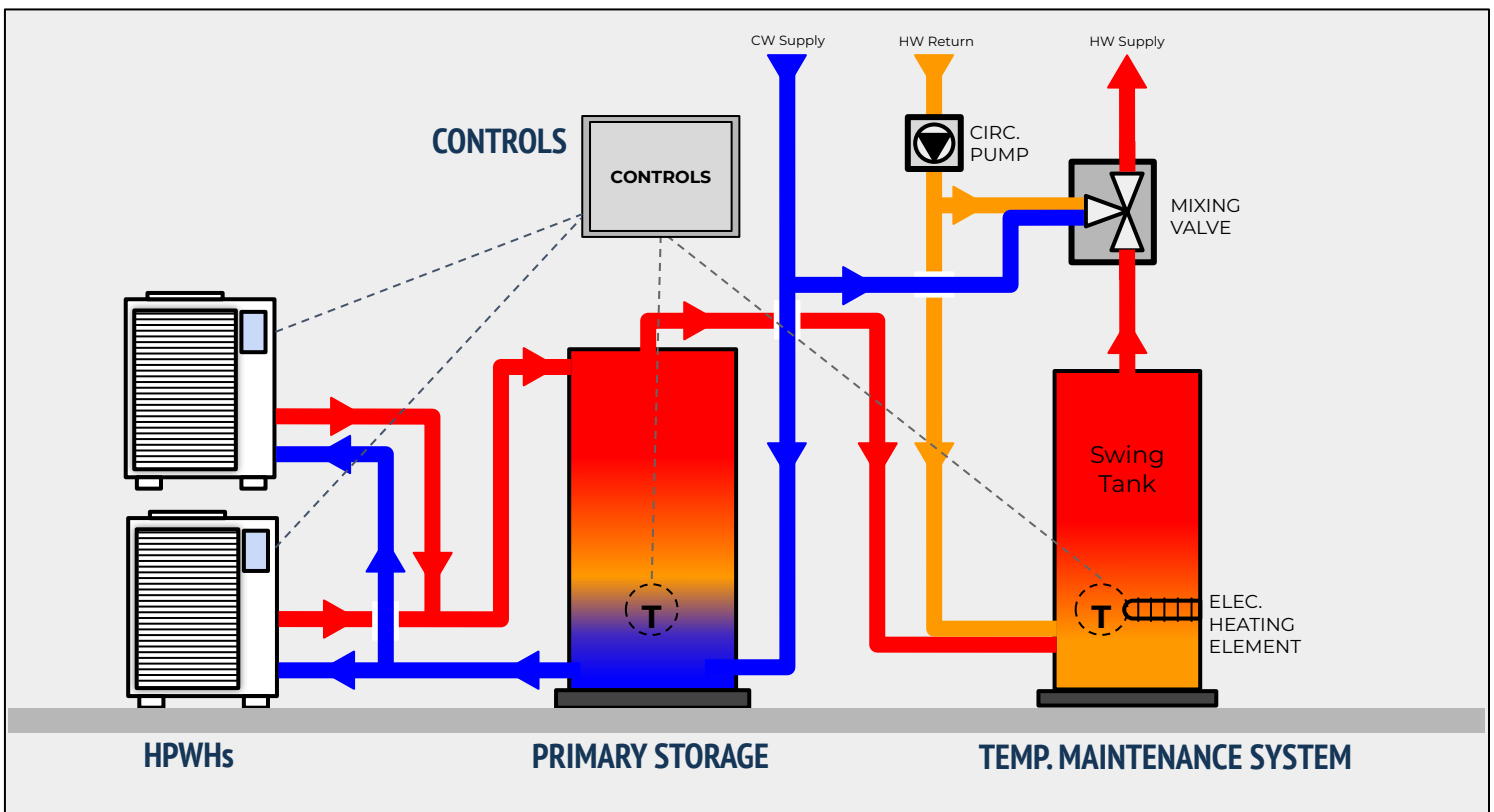 CW Supply
HW Return
HW Supply
CONTROLS
CONTROLS
CIRC.
PUMP
MIXING
VALVE
Swing
Tank
T
T
ELEC.
HEATING
ELEMENT
HPWHs
PRIMARY STORAGE
TEMP. MAINTENANCE SYSTEM